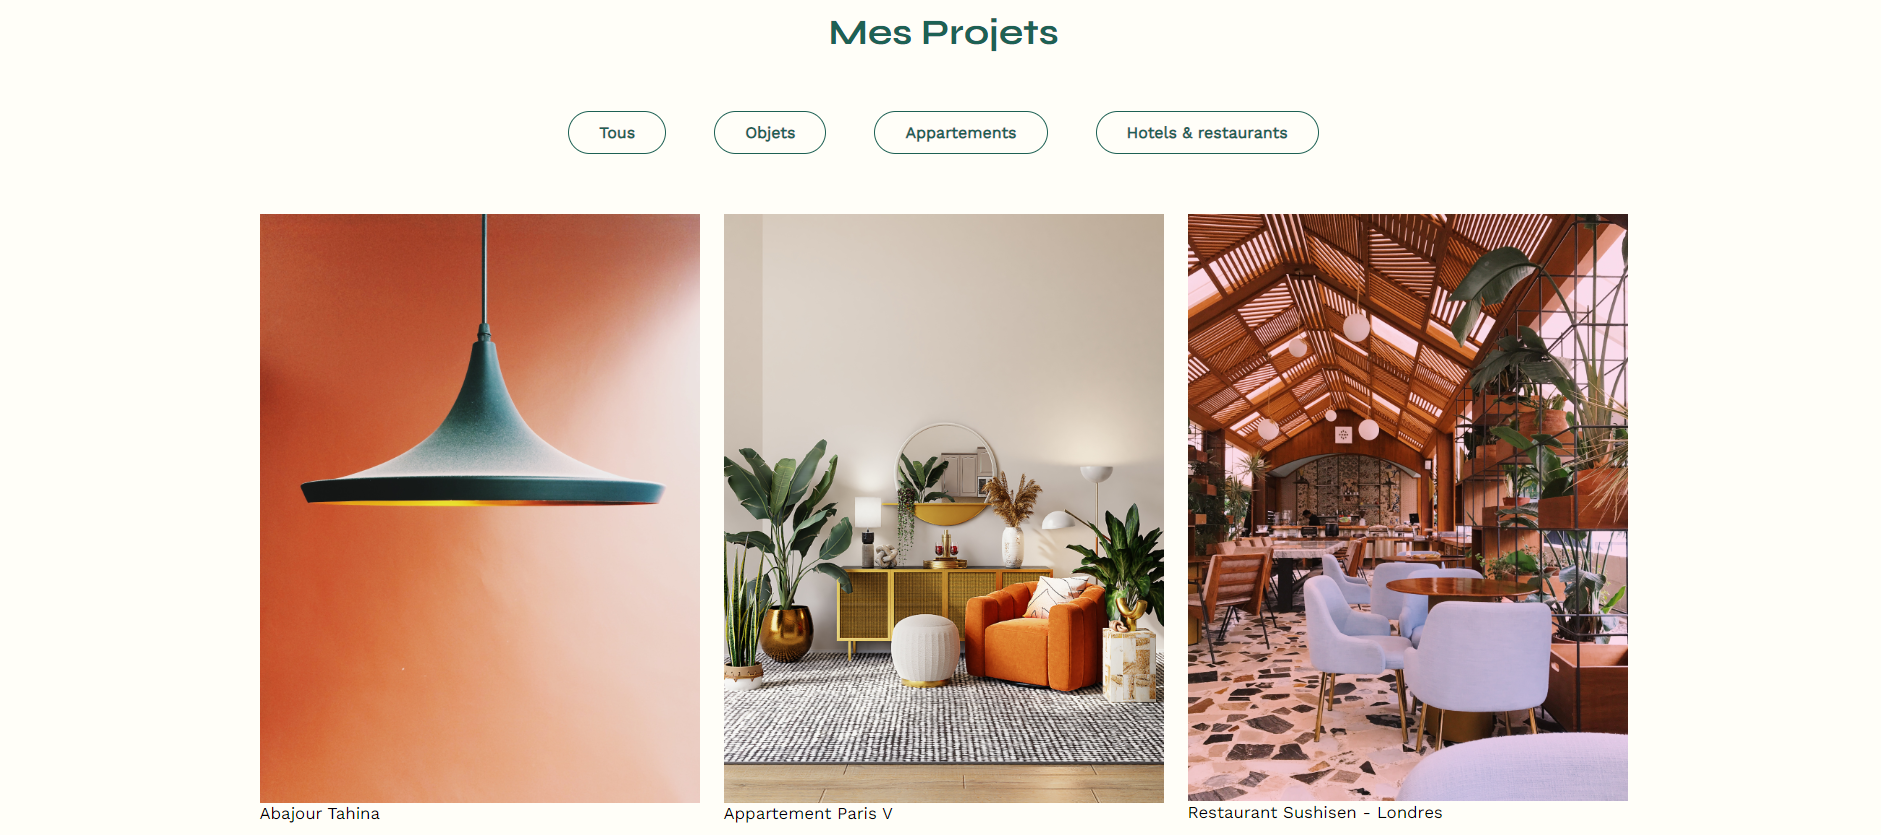 Mes Projets
Tous
Objets
Appartements
Hotels & restaurants
Abajour Tahina
Appartement Paris V
Restaurant Sushisen - Londres